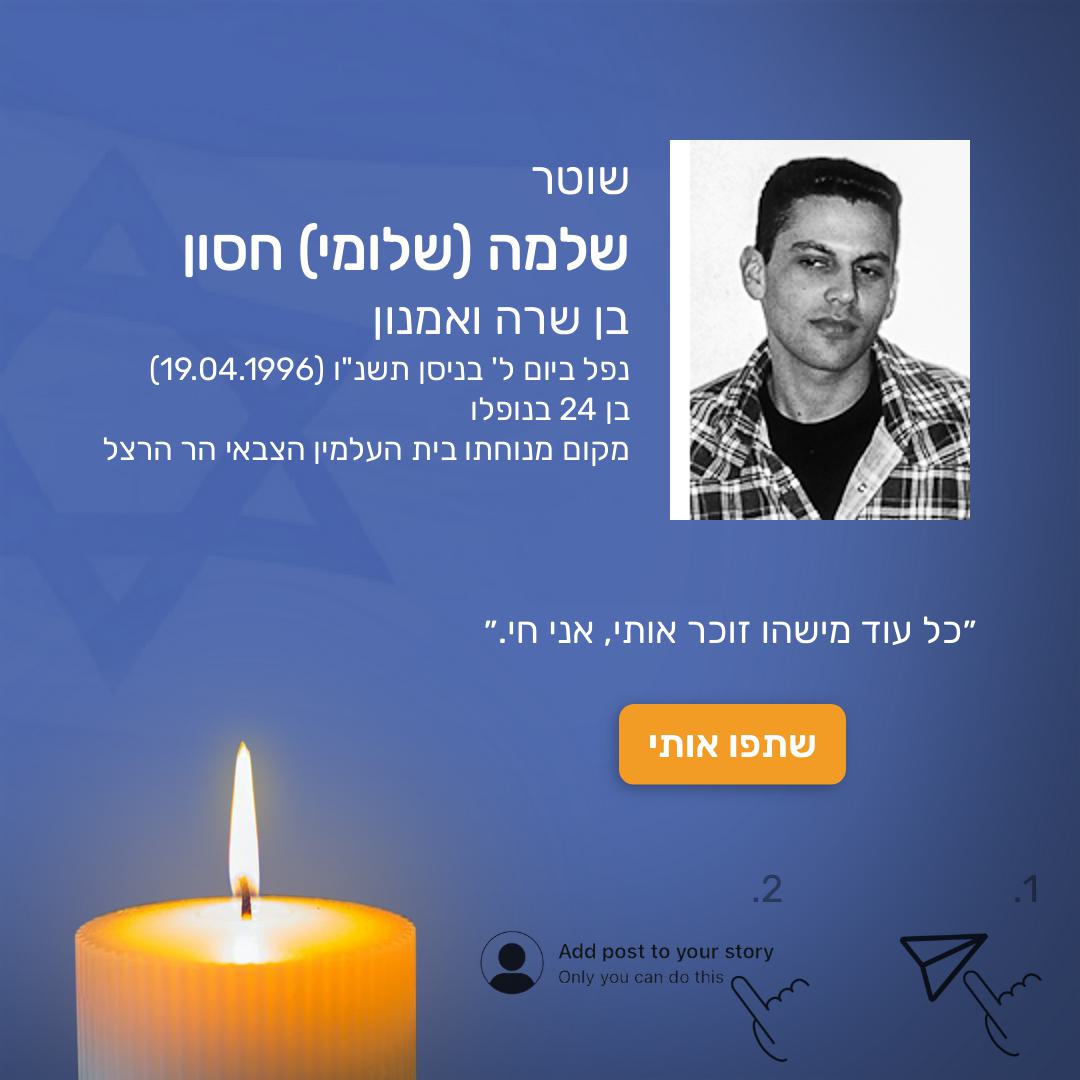 שוטר
שלמה (שלומי) חסון
בן שרה ואמנון
נפל ביום ל' בניסן תשנ"ו (19.04.1996)
בן 24 בנופלו
מקום מנוחתו בית העלמין הצבאי הר הרצל
״כל עוד מישהו זוכר אותי, אני חי.״
שתפו אותי
.1
.2
Add post to your story
Only you can do this